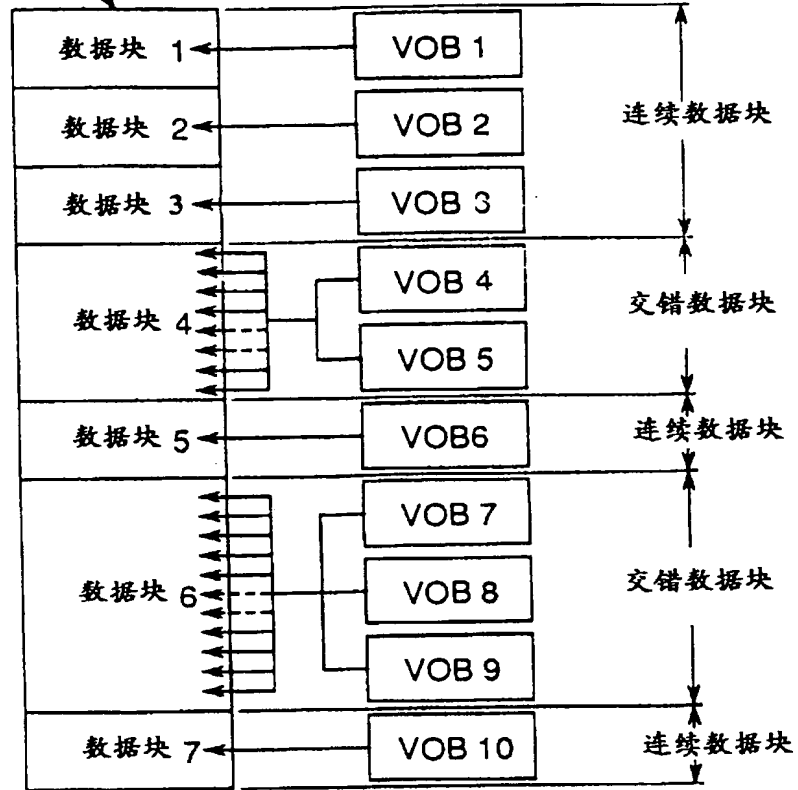 数据块 1
VOB 1
数据块 2
VOB 2
连续数据块
数据块 3
VOB 3
数据块 4
VOB 4
交错数据块
VOB 5
数据块 5
VOB6
连续数据块
VOB 7
数据块 6
VOB 8
交错数据块
VOB 9
数据块 7
VOB 10
连续数据块